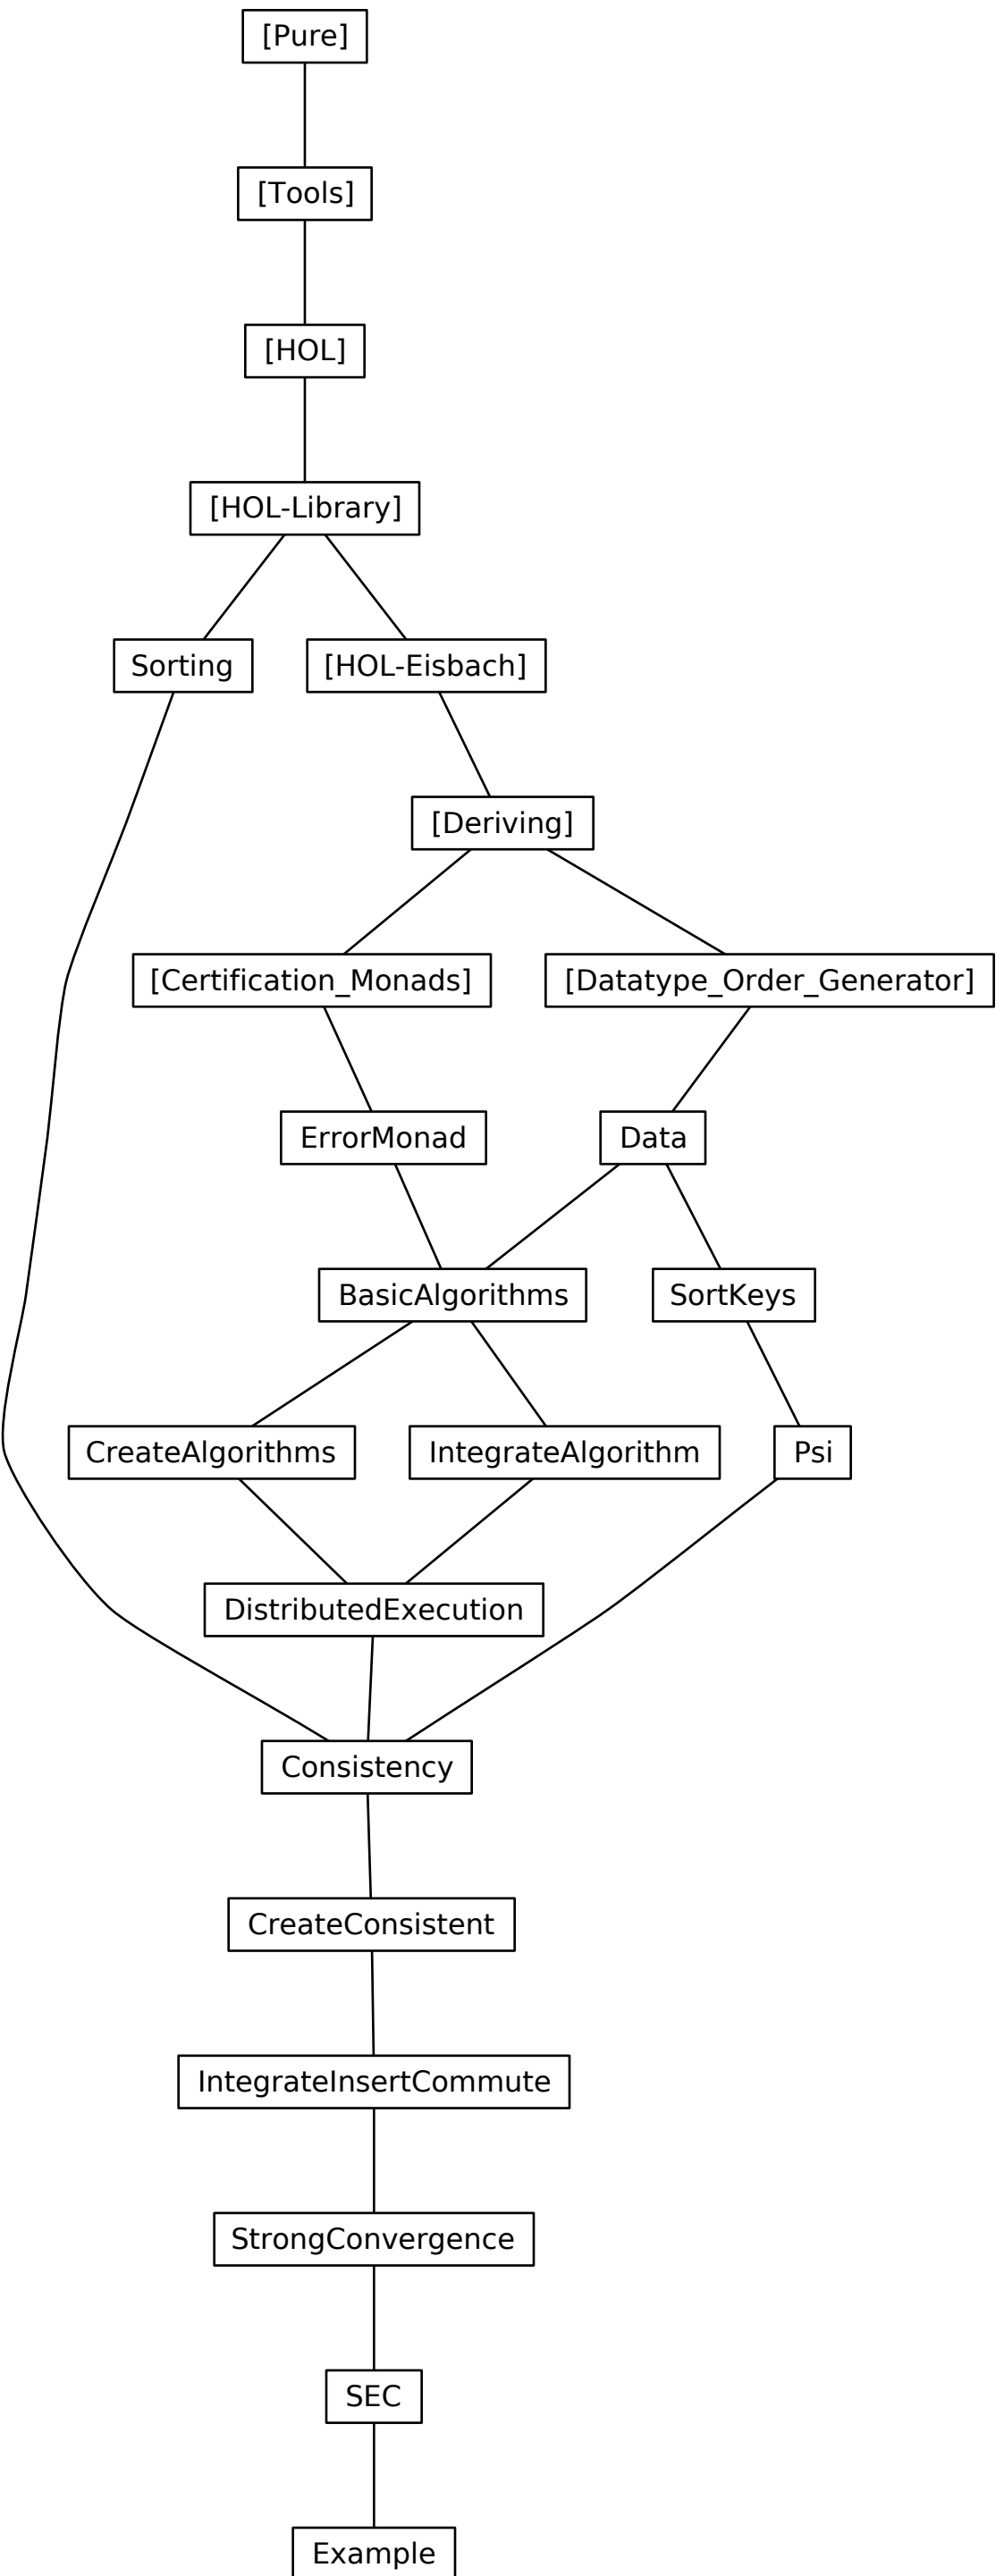 [Pure]
[Tools]
[HOL]
[HOL-Library]
Sorting
[HOL-Eisbach]
[Deriving]
[Certification_Monads]
[Datatype_Order_Generator]
ErrorMonad
Data
BasicAlgorithms
SortKeys
CreateAlgorithms
IntegrateAlgorithm
Psi
DistributedExecution
Consistency
CreateConsistent
IntegrateInsertCommute
StrongConvergence
SEC
Example